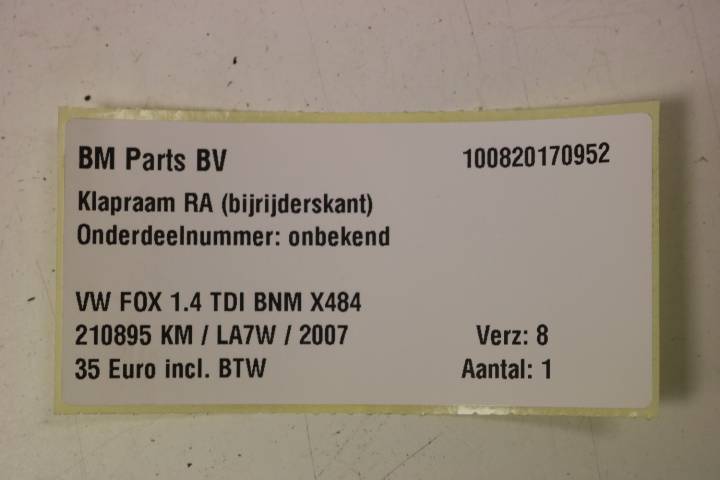 BM Parts BV 100820170952
Klapraam RA (bijrijderskant)
Onderdeelnummer: onbekend
VW FOX 1.4 TDI BNM X484
210895 KM / LA7W / 2007 Verz: 8
35 Euro incl. BTW Aantal: 1